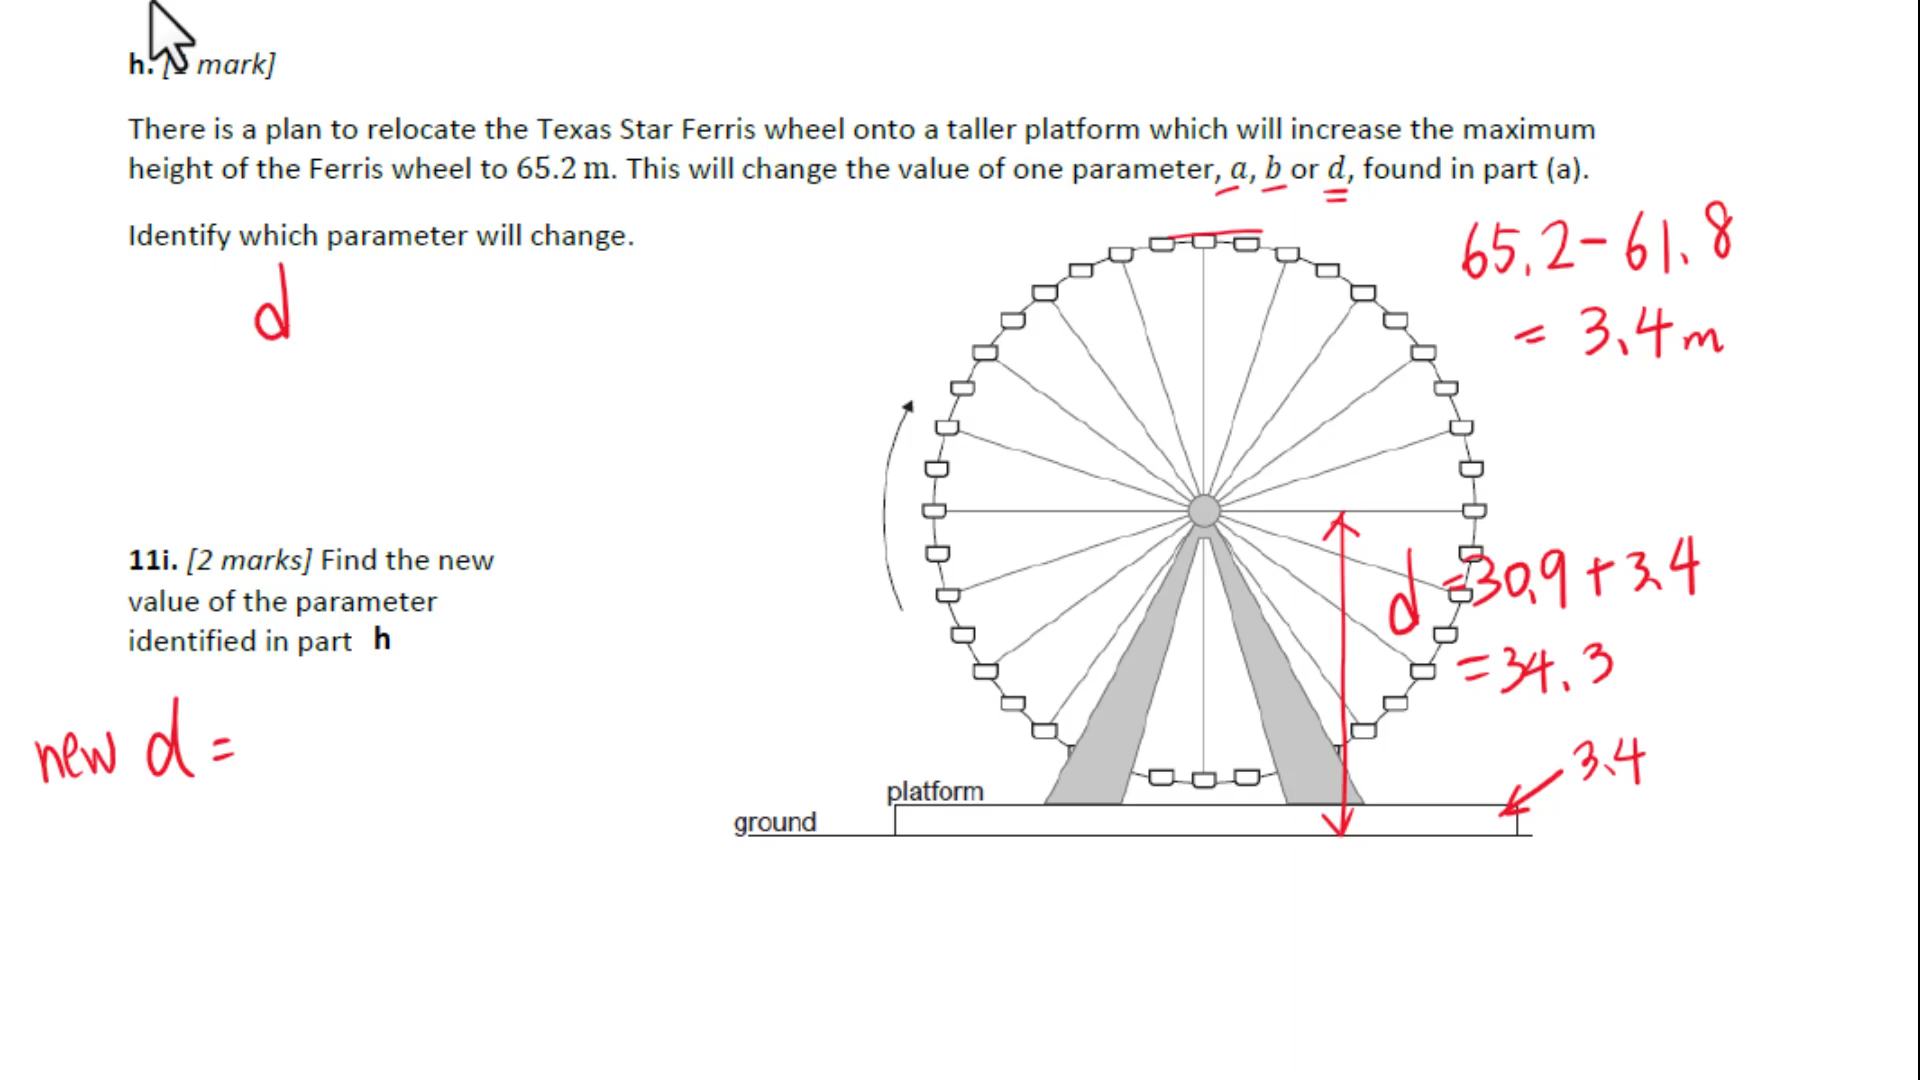 h. [ mark]
There is a plan to relocate the Texas Star Ferris wheel onto a taller platform which will increase the maximum
height of the Ferris wheel to 65.2 m. This will change the value of one parameter, a, b or d, found in part (a).
Identify which parameter will change.
d
65.2-61.8
= 3.4m
11i. [2 marks] Find the new
value of the parameter
identified in part h
new d =
d =30.9+3.4
=34.3
3.4
platform
ground